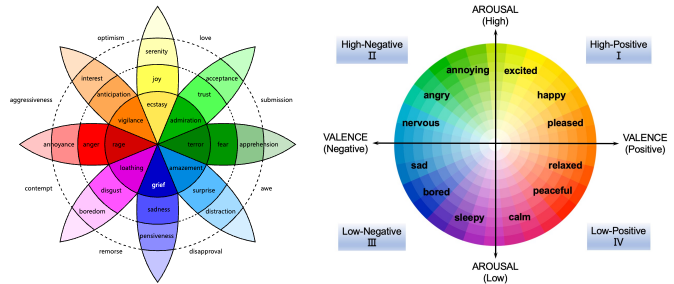 optimism
love
serenity
interest
acceptance
joy
anticipation
trust
aggressiveness
submission
ecstasy
vigilance
admiration
annoyance
anger
rage
terror
fear
apprehension
loathing
amazement
grief
disgust
surprise
contempt
awe
boredom
sadness
distraction
pensiveness
remorse
disapproval
AROUSAL
(High)
High-Negative
II
High-Positive
I
annoying
excited
angry
happy
nervous
pleased
VALENCE
(Negative)
VALENCE
(Positive)
sad
relaxed
bored
peaceful
sleepy
calm
Low-Negative
III
Low-Positive
IV
AROUSAL
(Low)